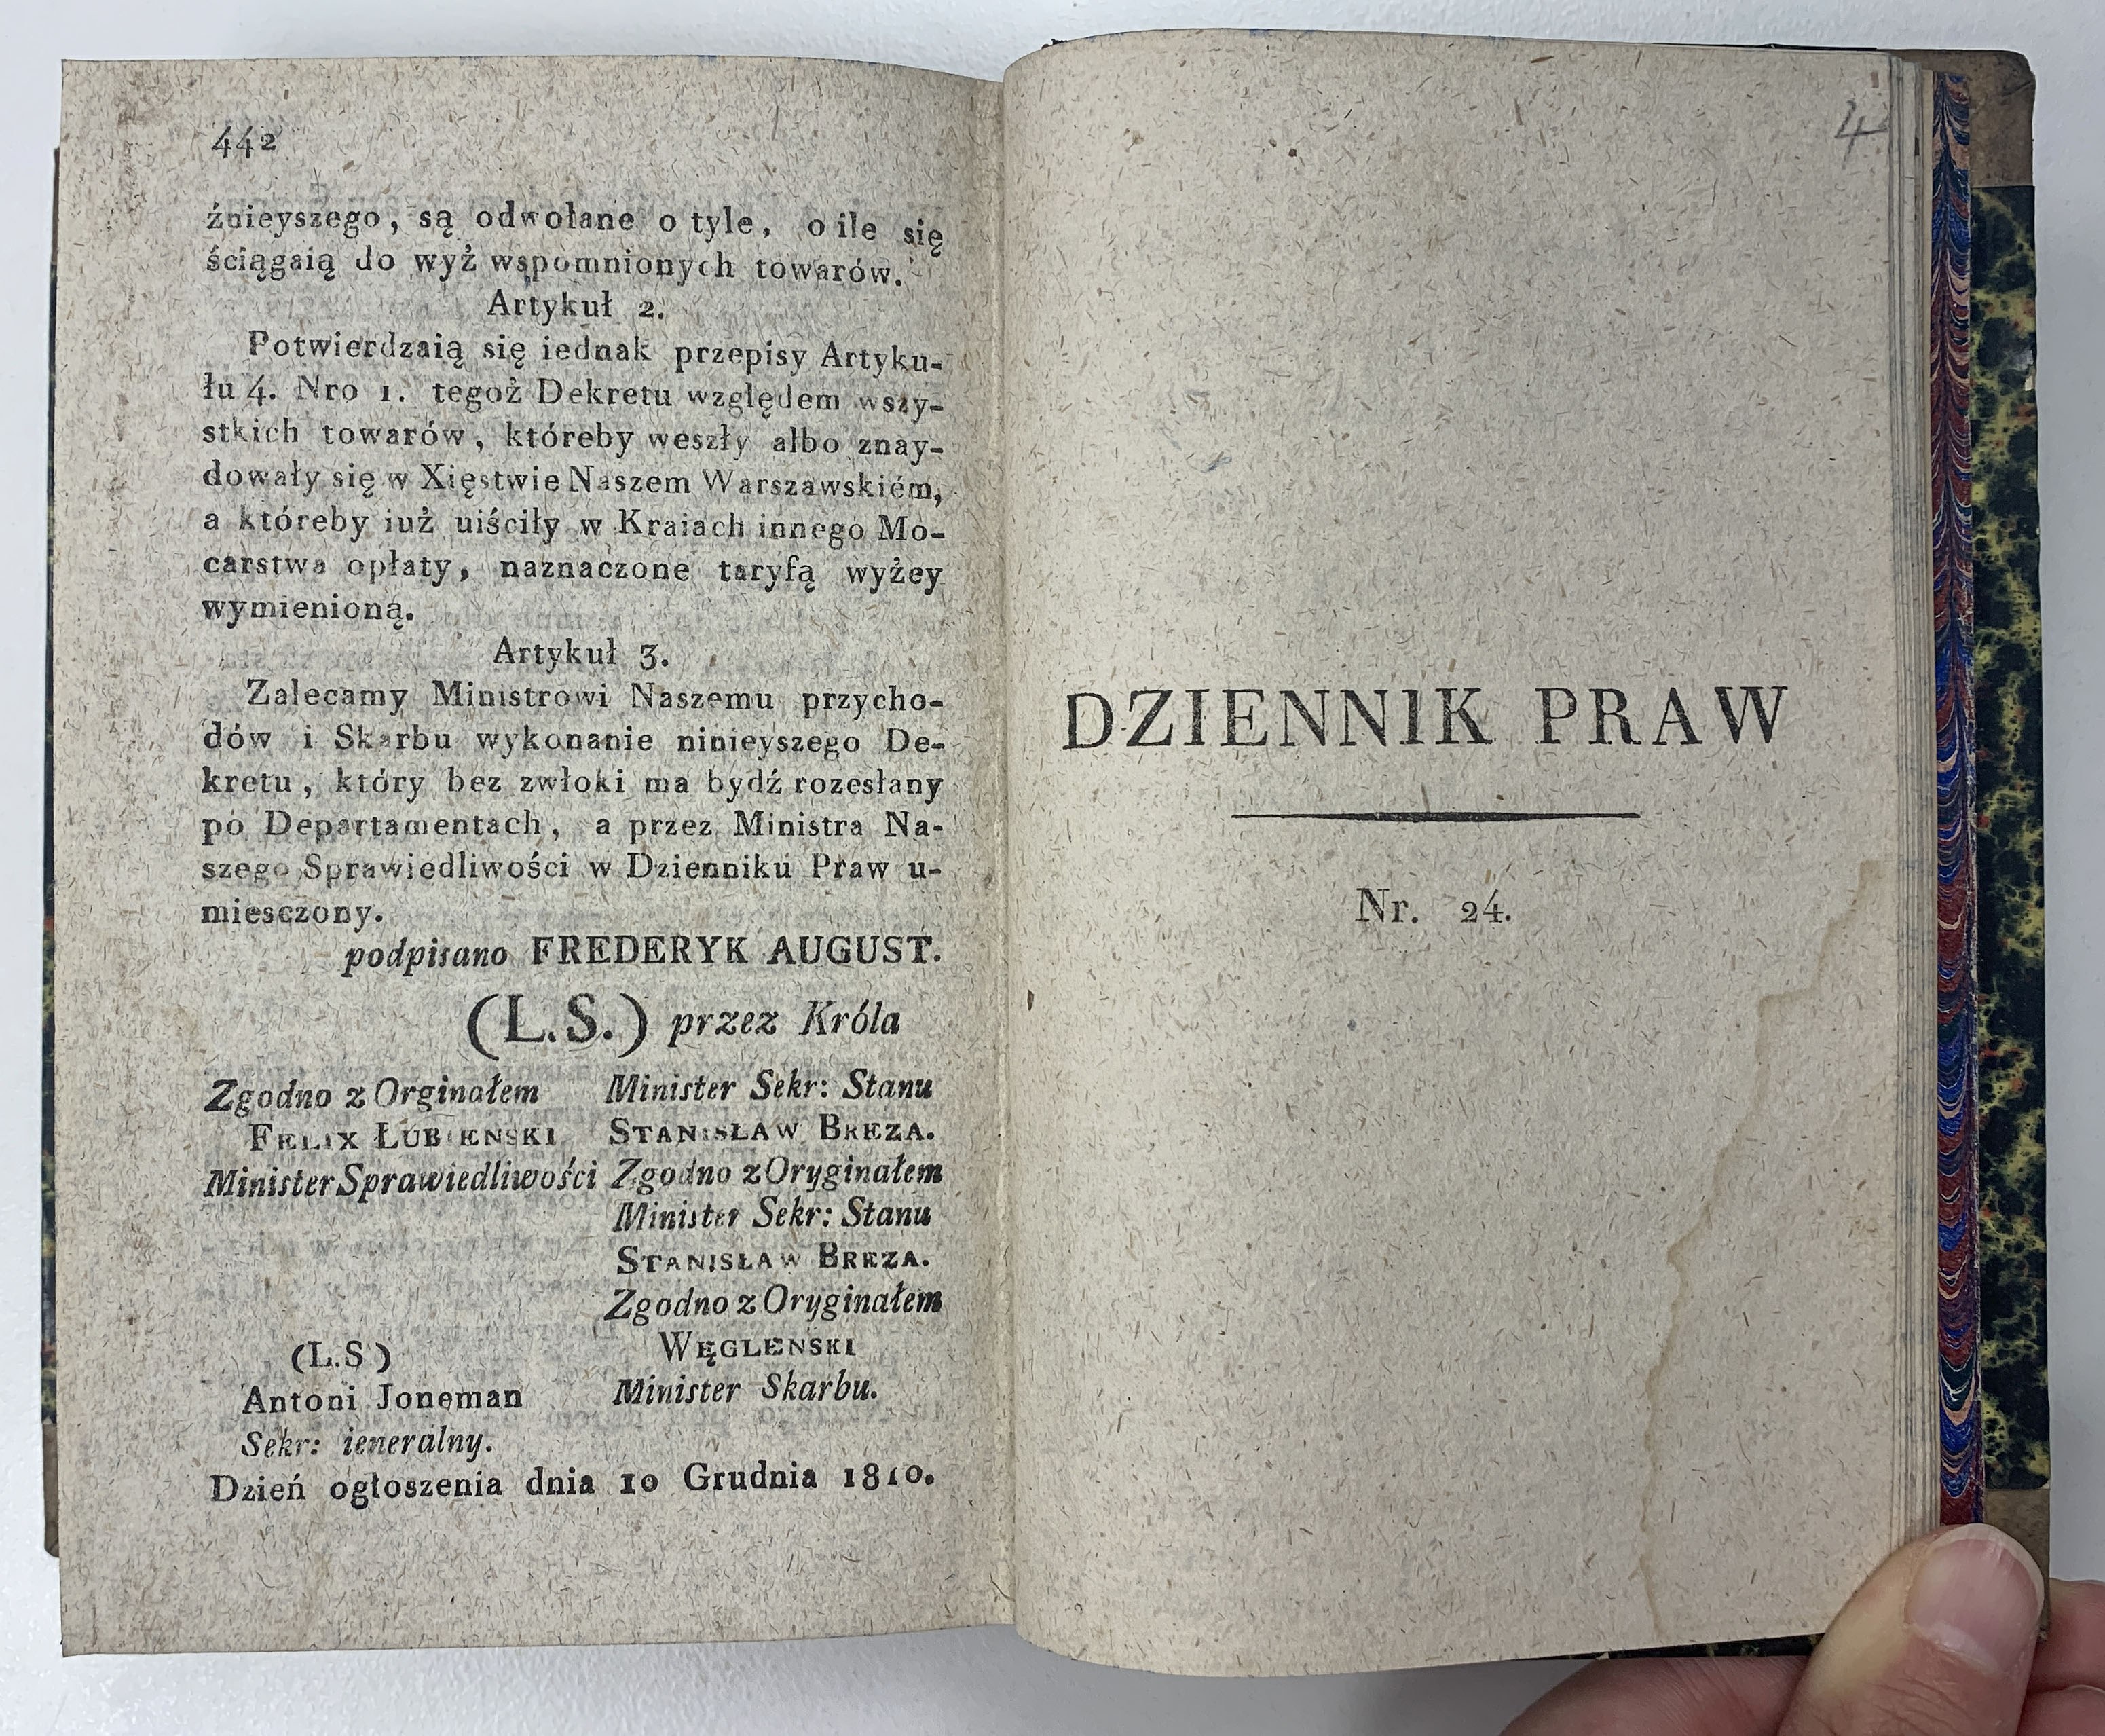 442
źnieyszego, są odwołane o tyle, o ile się
ściągaią do wyż wspomnionych towarów.
Artykuł 2.
Potwierdzaią się iednak przepisy Artyku-
łu 4. Nro 1. tegoż Dekretu względem wszy-
stkich towarów, któreby weszły albo znay-
dowały się w Xięstwie Naszem Warszawskiém,
a któreby iuż uiściły w Kraiach innego Mo-
carstwa opłaty, naznaczone taryfą wyżey
wymienioną.
Artykuł 3.
Zalecamy Ministrowi Naszemu przycho-
dów i Skarbu wykonanie ninieyszego De-
kretu, który bez zwłoki ma bydź rozesłany
po Departamentach, a przez Ministra Na-
szego Sprawiedliwości w Dzienniku Praw u-
miesczony.
podpisano FREDERYK AUGUST.
(L.S.) przez Króla
Zgodno z Orginałem
FELIX ŁUBIENSKI
Minister Sprawiedliwości
Minister Sekr: Stanu
STANISŁAW BREZA.
Zgodno z Oryginałem
Minister Sekr: Stanu
STANISŁAW BREZA.
Zgodno z Oryginałem
WĘGLENSKI
Minister Skarbu.
(L.S)
Antoni Joneman
Sekr: ieneralny.
Dzień ogłoszenia dnia 10 Grudnia 1810.
4
DZIENNIK PRAW
Nr. 24.